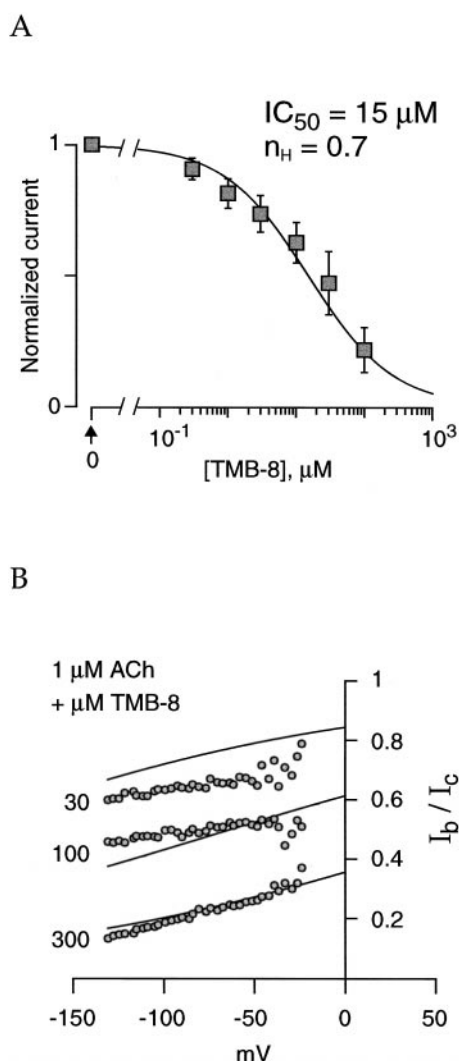 A
IC50 = 15 µM
nH = 0.7
1
Normalized current
0
0
10-1
103
[TMB-8], µM
B
1 µM ACh
+ µM TMB-8
1
0.8
0.6
0.4
0.2
30
100
300
Ib / Ic
-150
-100
-50
0
50
mV